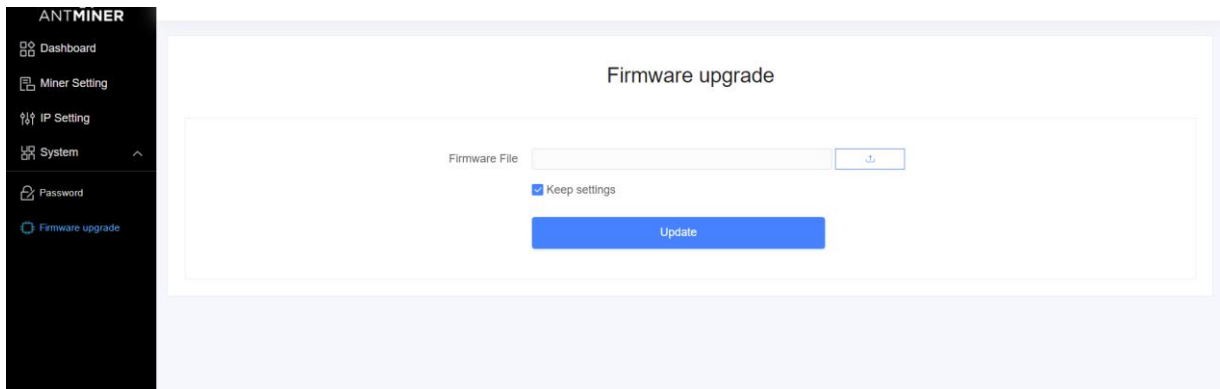 ANTMINER
Dashboard
Miner Setting
IP Setting
System
Password
Firmware upgrade
Firmware upgrade
Firmware File
Keep settings
Update